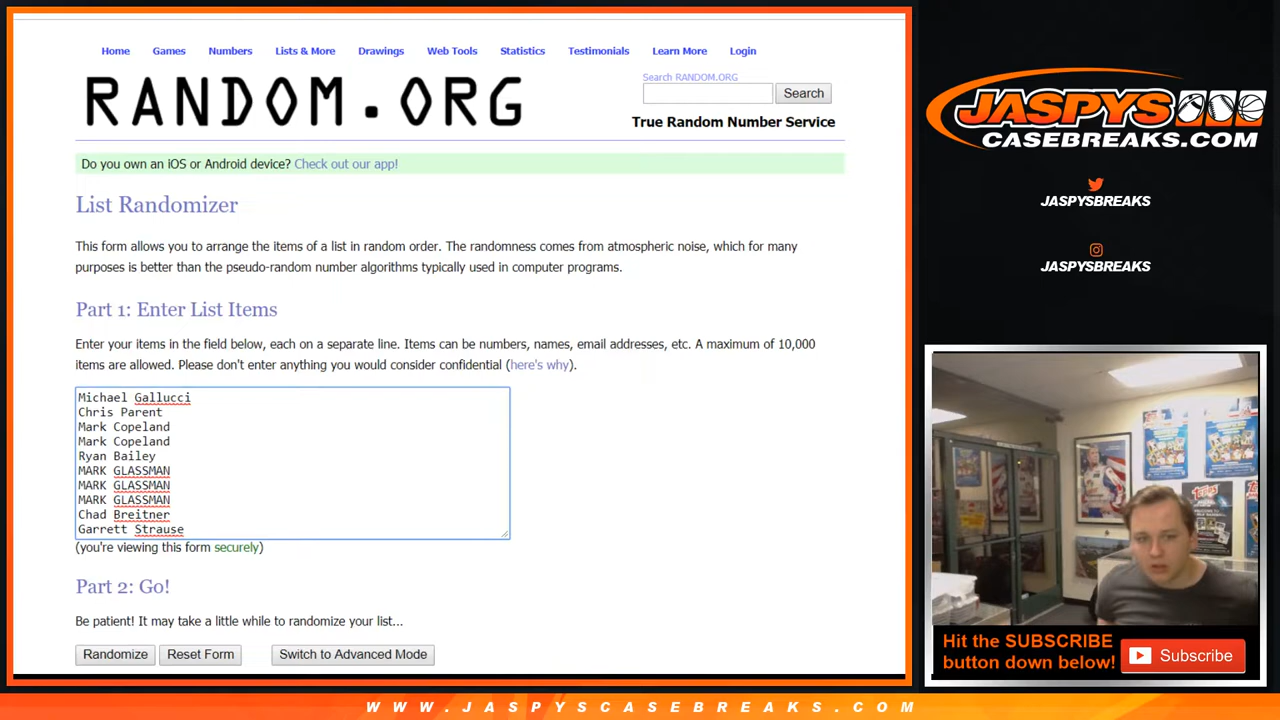 Home Games Numbers Lists & More Drawings Web Tools Statistics Testimonials Learn More Login
RANDOM.ORG
Search RANDOM.ORG
Search
True Random Number Service
Do you own an iOS or Android device? Check out our app!
List Randomizer
This form allows you to arrange the items of a list in random order. The randomness comes from atmospheric noise, which for many
purposes is better than the pseudo-random number algorithms typically used in computer programs.
Part 1: Enter List Items
Enter your items in the field below, each on a separate line. Items can be numbers, names, email addresses, etc. A maximum of 10,000
items are allowed. Please don't enter anything you would consider confidential (here's why).
Michael Gallucci
Chris Parent
Mark Copeland
Mark Copeland
Ryan Bailey
MARK GLASSMAN
MARK GLASSMAN
MARK GLASSMAN
Chad Breitner
Garrett Strause
(you're viewing this form securely)
Part 2: Go!
Be patient! It may take a little while to randomize your list...
Randomize Reset Form Switch to Advanced Mode
JASPYS
CASEBREAKS.COM
JASPYSBREAKS
JASPYSBREAKS
Topps
Hit the SUBSCRIBE
button down below!
Subscribe
WWW.JASPYSCASEBREAKS.COM